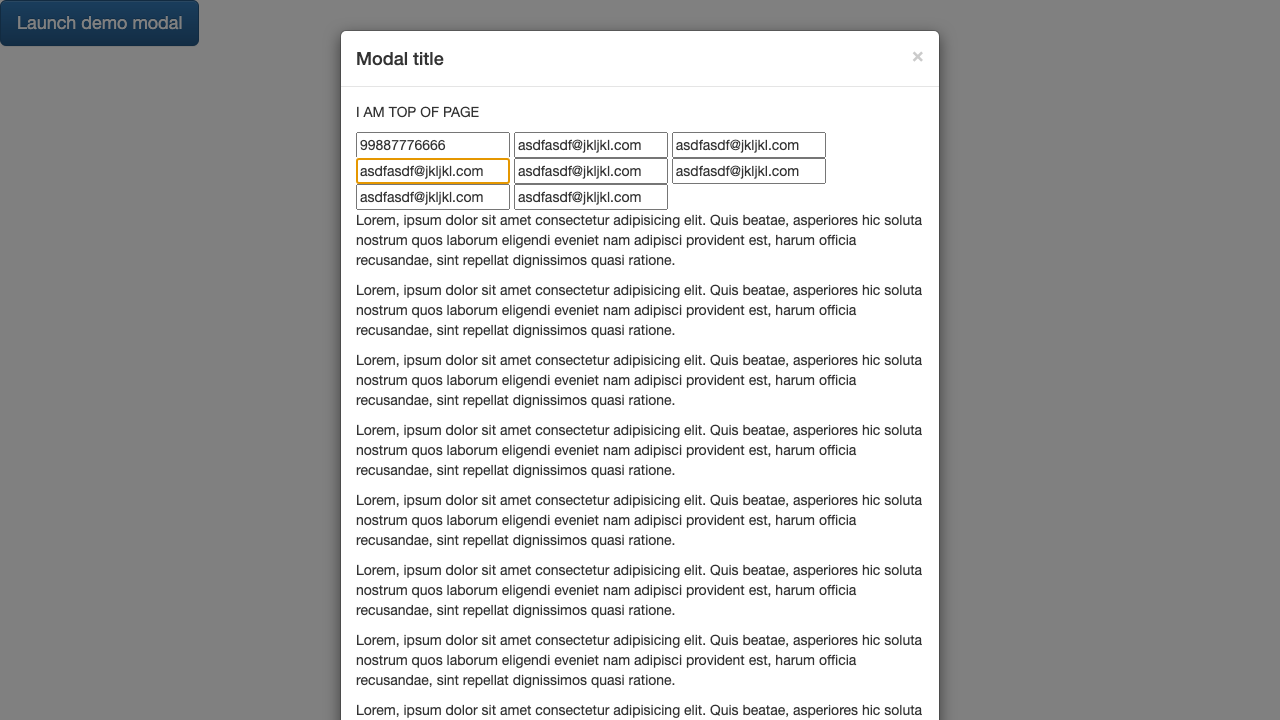 Launch demo modal
Modal title
×
I AM TOP OF PAGE
99887776666 asdfasdf@jkljkl.com asdfasdf@jkljkl.com
asdfasdf@jkljkl.com asdfasdf@jkljkl.com asdfasdf@jkljkl.com
asdfasdf@jkljkl.com asdfasdf@jkljkl.com
Lorem, ipsum dolor sit amet consectetur adipisicing elit. Quis beatae, asperiores hic soluta
nostrum quos laborum eligendi eveniet nam adipisci provident est, harum officia
recusandae, sint repellat dignissimos quasi ratione.
Lorem, ipsum dolor sit amet consectetur adipisicing elit. Quis beatae, asperiores hic soluta
nostrum quos laborum eligendi eveniet nam adipisci provident est, harum officia
recusandae, sint repellat dignissimos quasi ratione.
Lorem, ipsum dolor sit amet consectetur adipisicing elit. Quis beatae, asperiores hic soluta
nostrum quos laborum eligendi eveniet nam adipisci provident est, harum officia
recusandae, sint repellat dignissimos quasi ratione.
Lorem, ipsum dolor sit amet consectetur adipisicing elit. Quis beatae, asperiores hic soluta
nostrum quos laborum eligendi eveniet nam adipisci provident est, harum officia
recusandae, sint repellat dignissimos quasi ratione.
Lorem, ipsum dolor sit amet consectetur adipisicing elit. Quis beatae, asperiores hic soluta
nostrum quos laborum eligendi eveniet nam adipisci provident est, harum officia
recusandae, sint repellat dignissimos quasi ratione.
Lorem, ipsum dolor sit amet consectetur adipisicing elit. Quis beatae, asperiores hic soluta
nostrum quos laborum eligendi eveniet nam adipisci provident est, harum officia
recusandae, sint repellat dignissimos quasi ratione.
Lorem, ipsum dolor sit amet consectetur adipisicing elit. Quis beatae, asperiores hic soluta
nostrum quos laborum eligendi eveniet nam adipisci provident est, harum officia
recusandae, sint repellat dignissimos quasi ratione.
Lorem, ipsum dolor sit amet consectetur adipisicing elit. Quis beatae, asperiores hic soluta